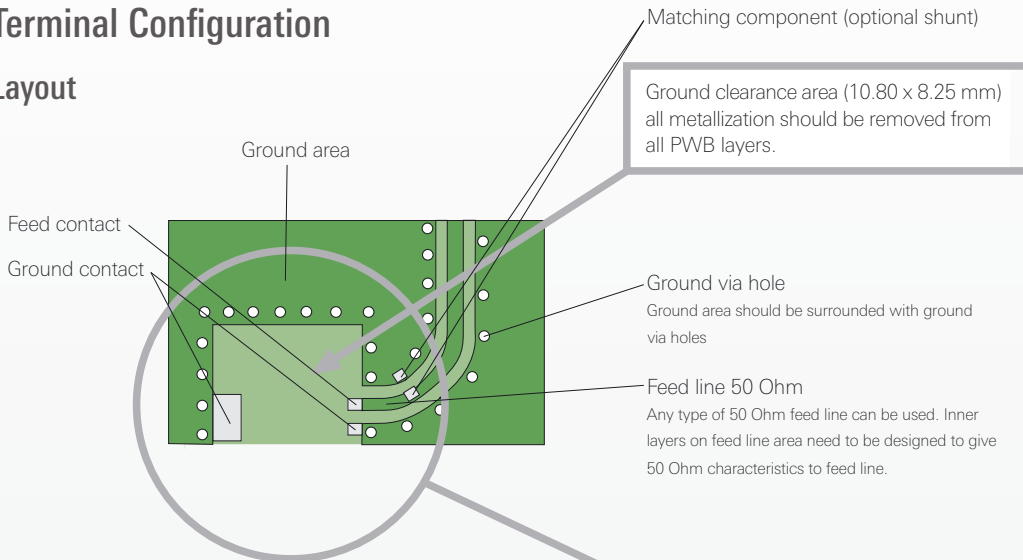 Terminal Configuration
Layout
Matching component (optional shunt)
Ground clearance area (10.80 x 8.25 mm)
all metallization should be removed from
all PWB layers.
Ground area
Feed contact
Ground contact
Ground via hole
Ground area should be surrounded with ground
via holes
Feed line 50 Ohm
Any type of 50 Ohm feed line can be used. Inner
layers on feed line area need to be designed to give
50 Ohm characteristics to feed line.